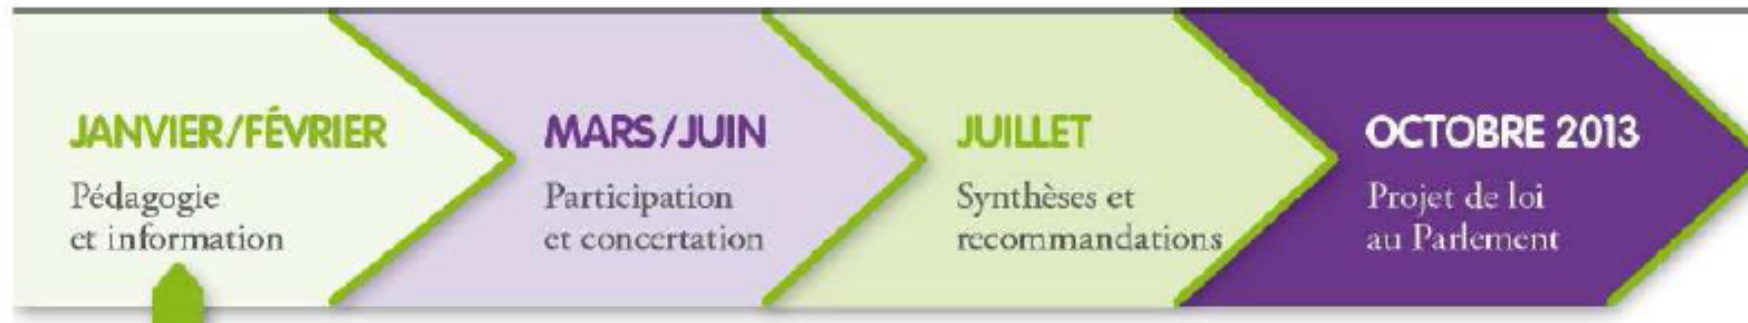 JANVIER/FÉVRIER
Pédagogie
et information
MARS/JUIN
Participation
et concertation
JUILLET
Synthèses et
recommandations
OCTOBRE 2013
Projet de loi
au Parlement